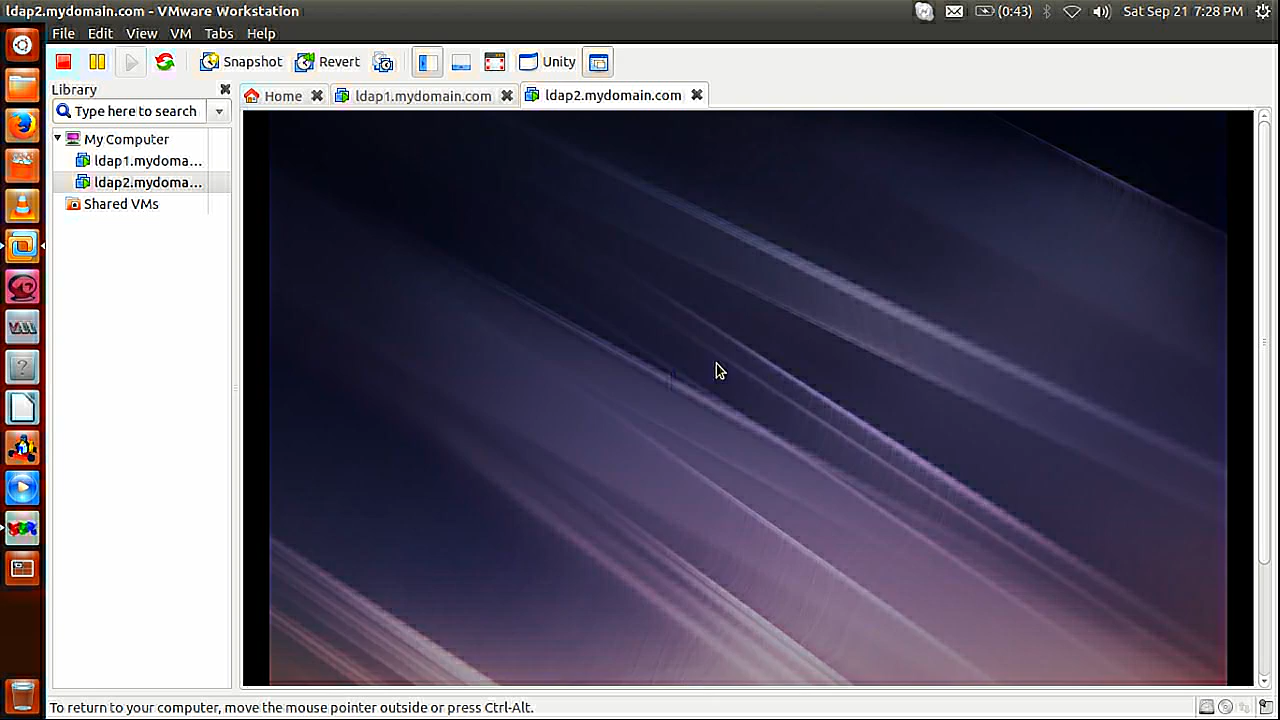 ldap2.mydomain.com - VMware Workstation
(0:43)
Sat Sep 21 7:28 PM
File Edit View VM Tabs Help
Snapshot Revert Unity
Library
Home ldap1.mydomain.com ldap2.mydomain.com
Type here to search
My Computer
ldap1.mydoma...
ldap2.mydoma...
Shared VMs
To return to your computer, move the mouse pointer outside or press Ctrl-Alt.